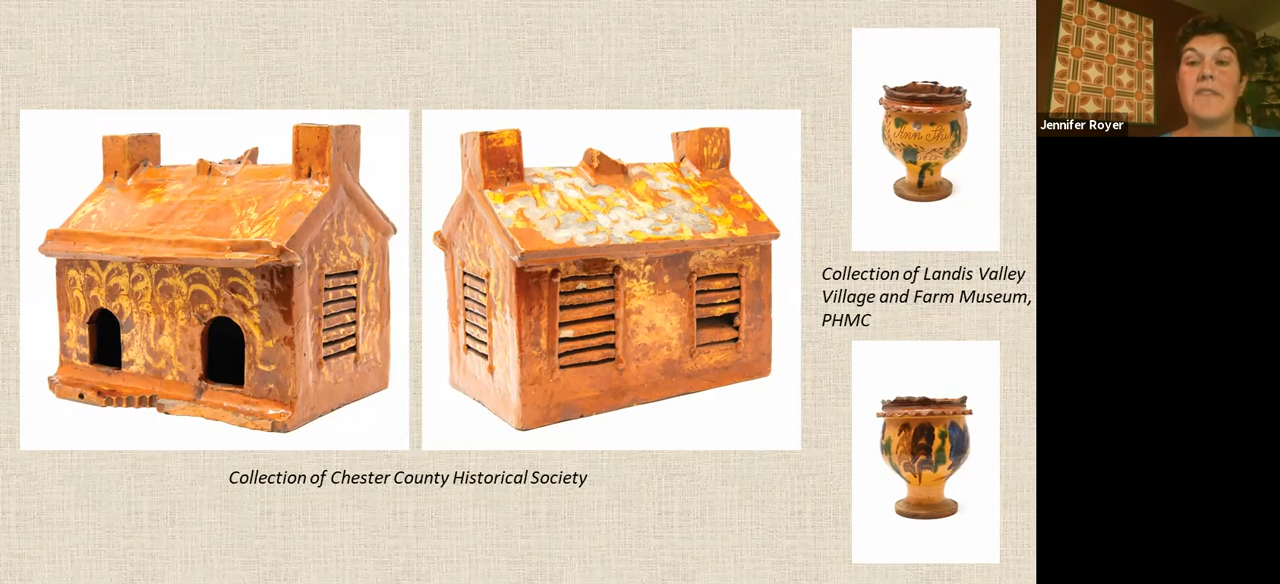 Jennifer Royer
Collection of Landis Valley
Village and Farm Museum,
PHMC
Collection of Chester County Historical Society